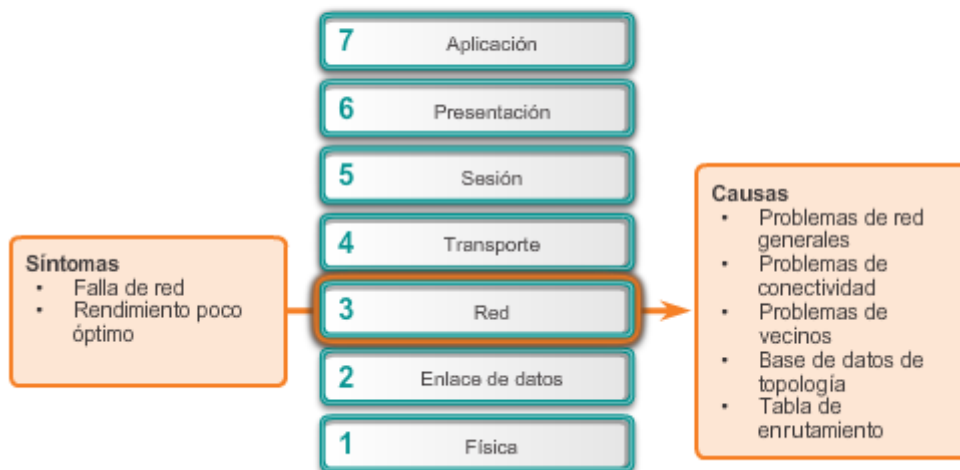 7 Aplicación
6 Presentación
5 Sesión
4 Transporte
3 Red
2 Enlace de datos
1 Física
Síntomas
• Falla de red
• Rendimiento poco
óptimo
Causas
• Problemas de red
generales
• Problemas de
conectividad
• Problemas de
vecinos
• Base de datos de
topología
• Tabla de
enrutamiento